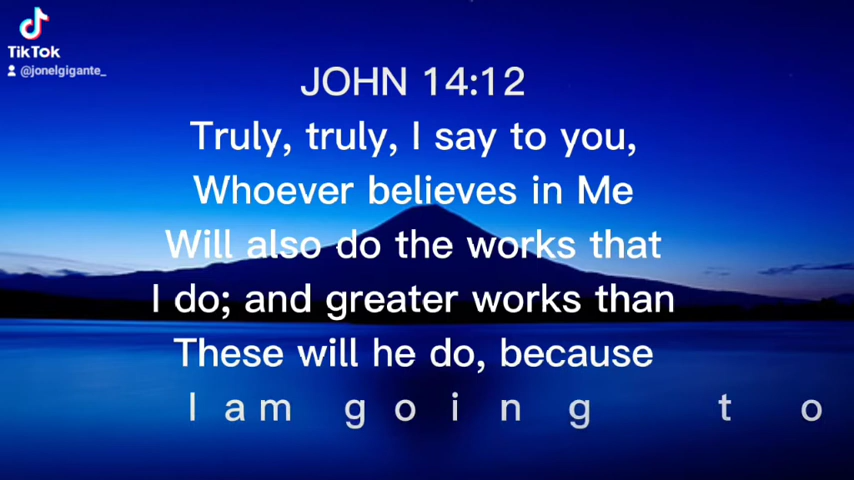 TikTok
@jonelgigante_
JOHN 14:12
Truly, truly, I say to you,
Whoever believes in Me
Will also do the works that
I do; and greater works than
These will he do, because
I am going to